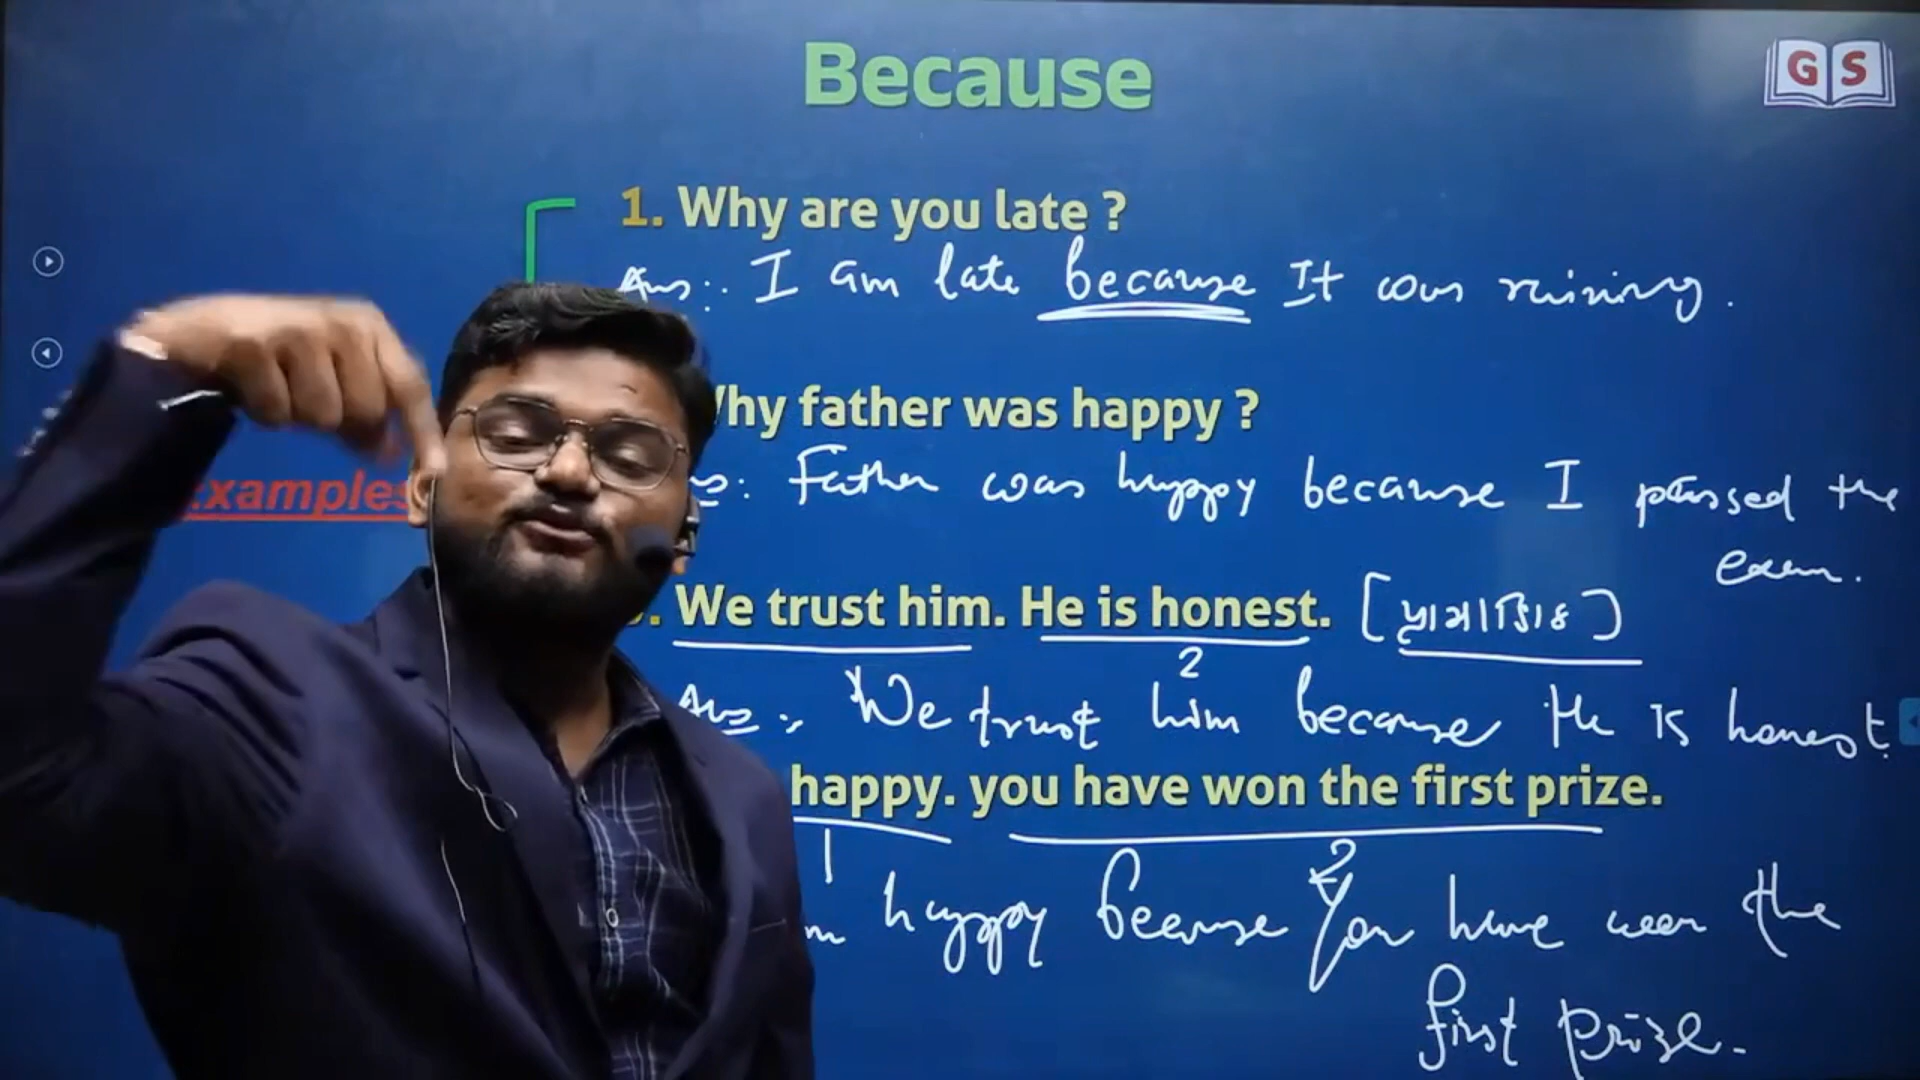 Because
G S
1. Why are you late ?
Ans:. I am late because It was raining.
Why father was happy ?
Father was happy because I passed the
exam.
Examples
We trust him. He is honest. [પ્રામાણિક]
2
Ans:. We trust him because He is honest.
happy. you have won the first prize.
1 2
happy because You have won the
first prize.